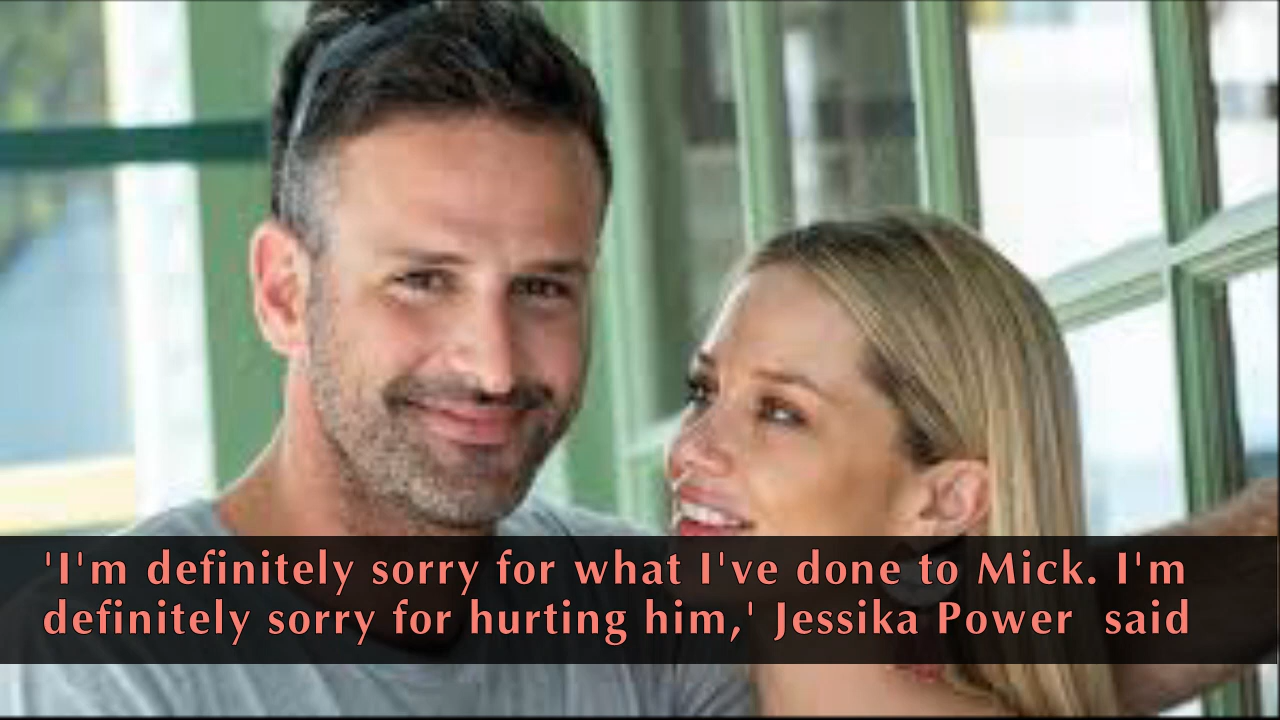 'I'm definitely sorry for what I've done to Mick. I'm
definitely sorry for hurting him,' Jessika Power  said